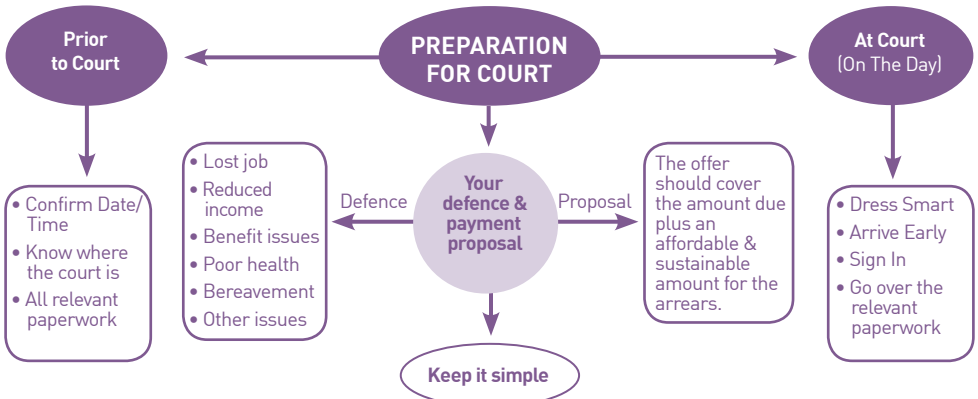 Prior
to Court
PREPARATION
FOR COURT
At Court
(On The Day)
• Confirm Date/
Time
• Know where
the court is
• All relevant
paperwork
• Lost job
• Reduced
income
• Benefit issues
• Poor health
• Bereavement
• Other issues
Defence
Your
defence &
payment
proposal
Proposal
The offer
should cover
the amount due
plus an
affordable &
sustainable
amount for the
arrears.
• Dress Smart
• Arrive Early
• Sign In
• Go over the
relevant
paperwork
Keep it simple